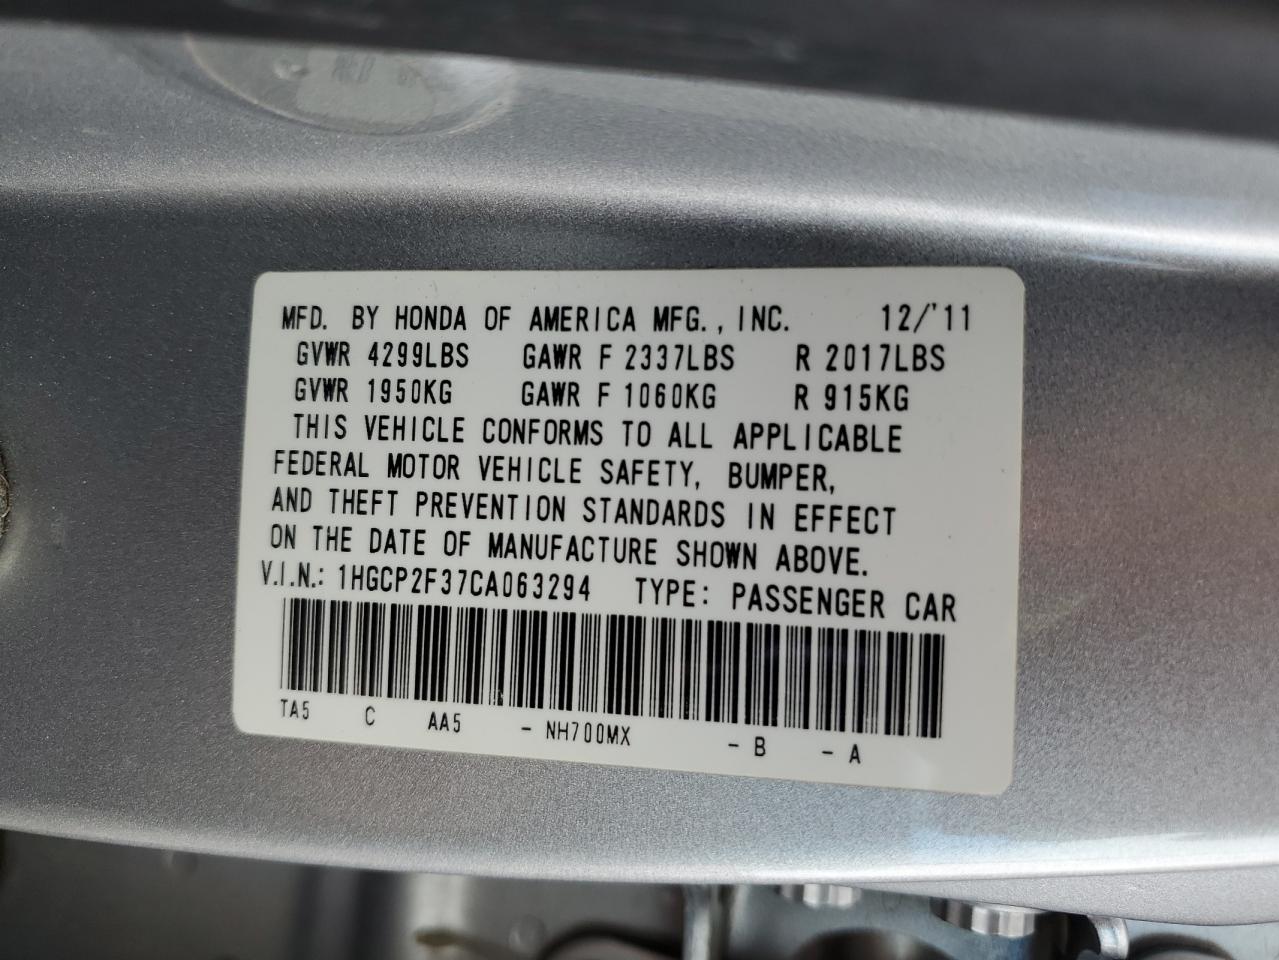 MFD. BY HONDA OF AMERICA MFG., INC. 12/'11
GVWR 4299LBS GAWR F 2337LBS R 2017LBS
GVWR 1950KG GAWR F 1060KG R 915KG
THIS VEHICLE CONFORMS TO ALL APPLICABLE
FEDERAL MOTOR VEHICLE SAFETY, BUMPER,
AND THEFT PREVENTION STANDARDS IN EFFECT
ON THE DATE OF MANUFACTURE SHOWN ABOVE.
V.I.N.: 1HGCP2F37CA063294 TYPE: PASSENGER CAR
TA5 C AA5 - NH700MX - B - A